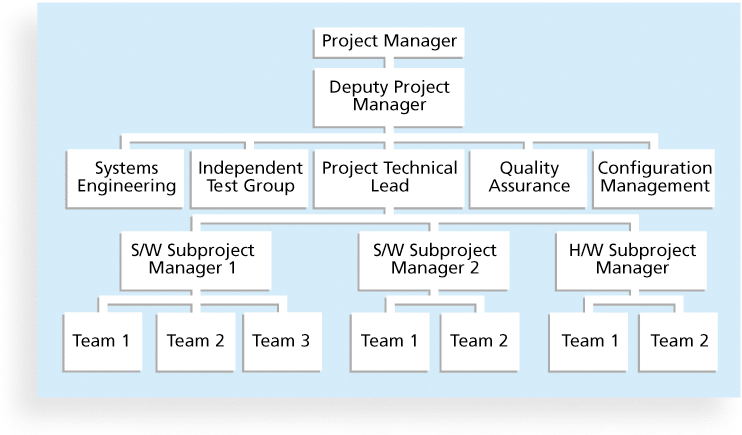 Project Manager
Deputy Project
Manager
Systems
Engineering
Independent
Test Group
Project Technical
Lead
Quality
Assurance
Configuration
Management
S/W Subproject
Manager 1
S/W Subproject
Manager 2
H/W Subproject
Manager
Team 1
Team 2
Team 3
Team 1
Team 2
Team 1
Team 2